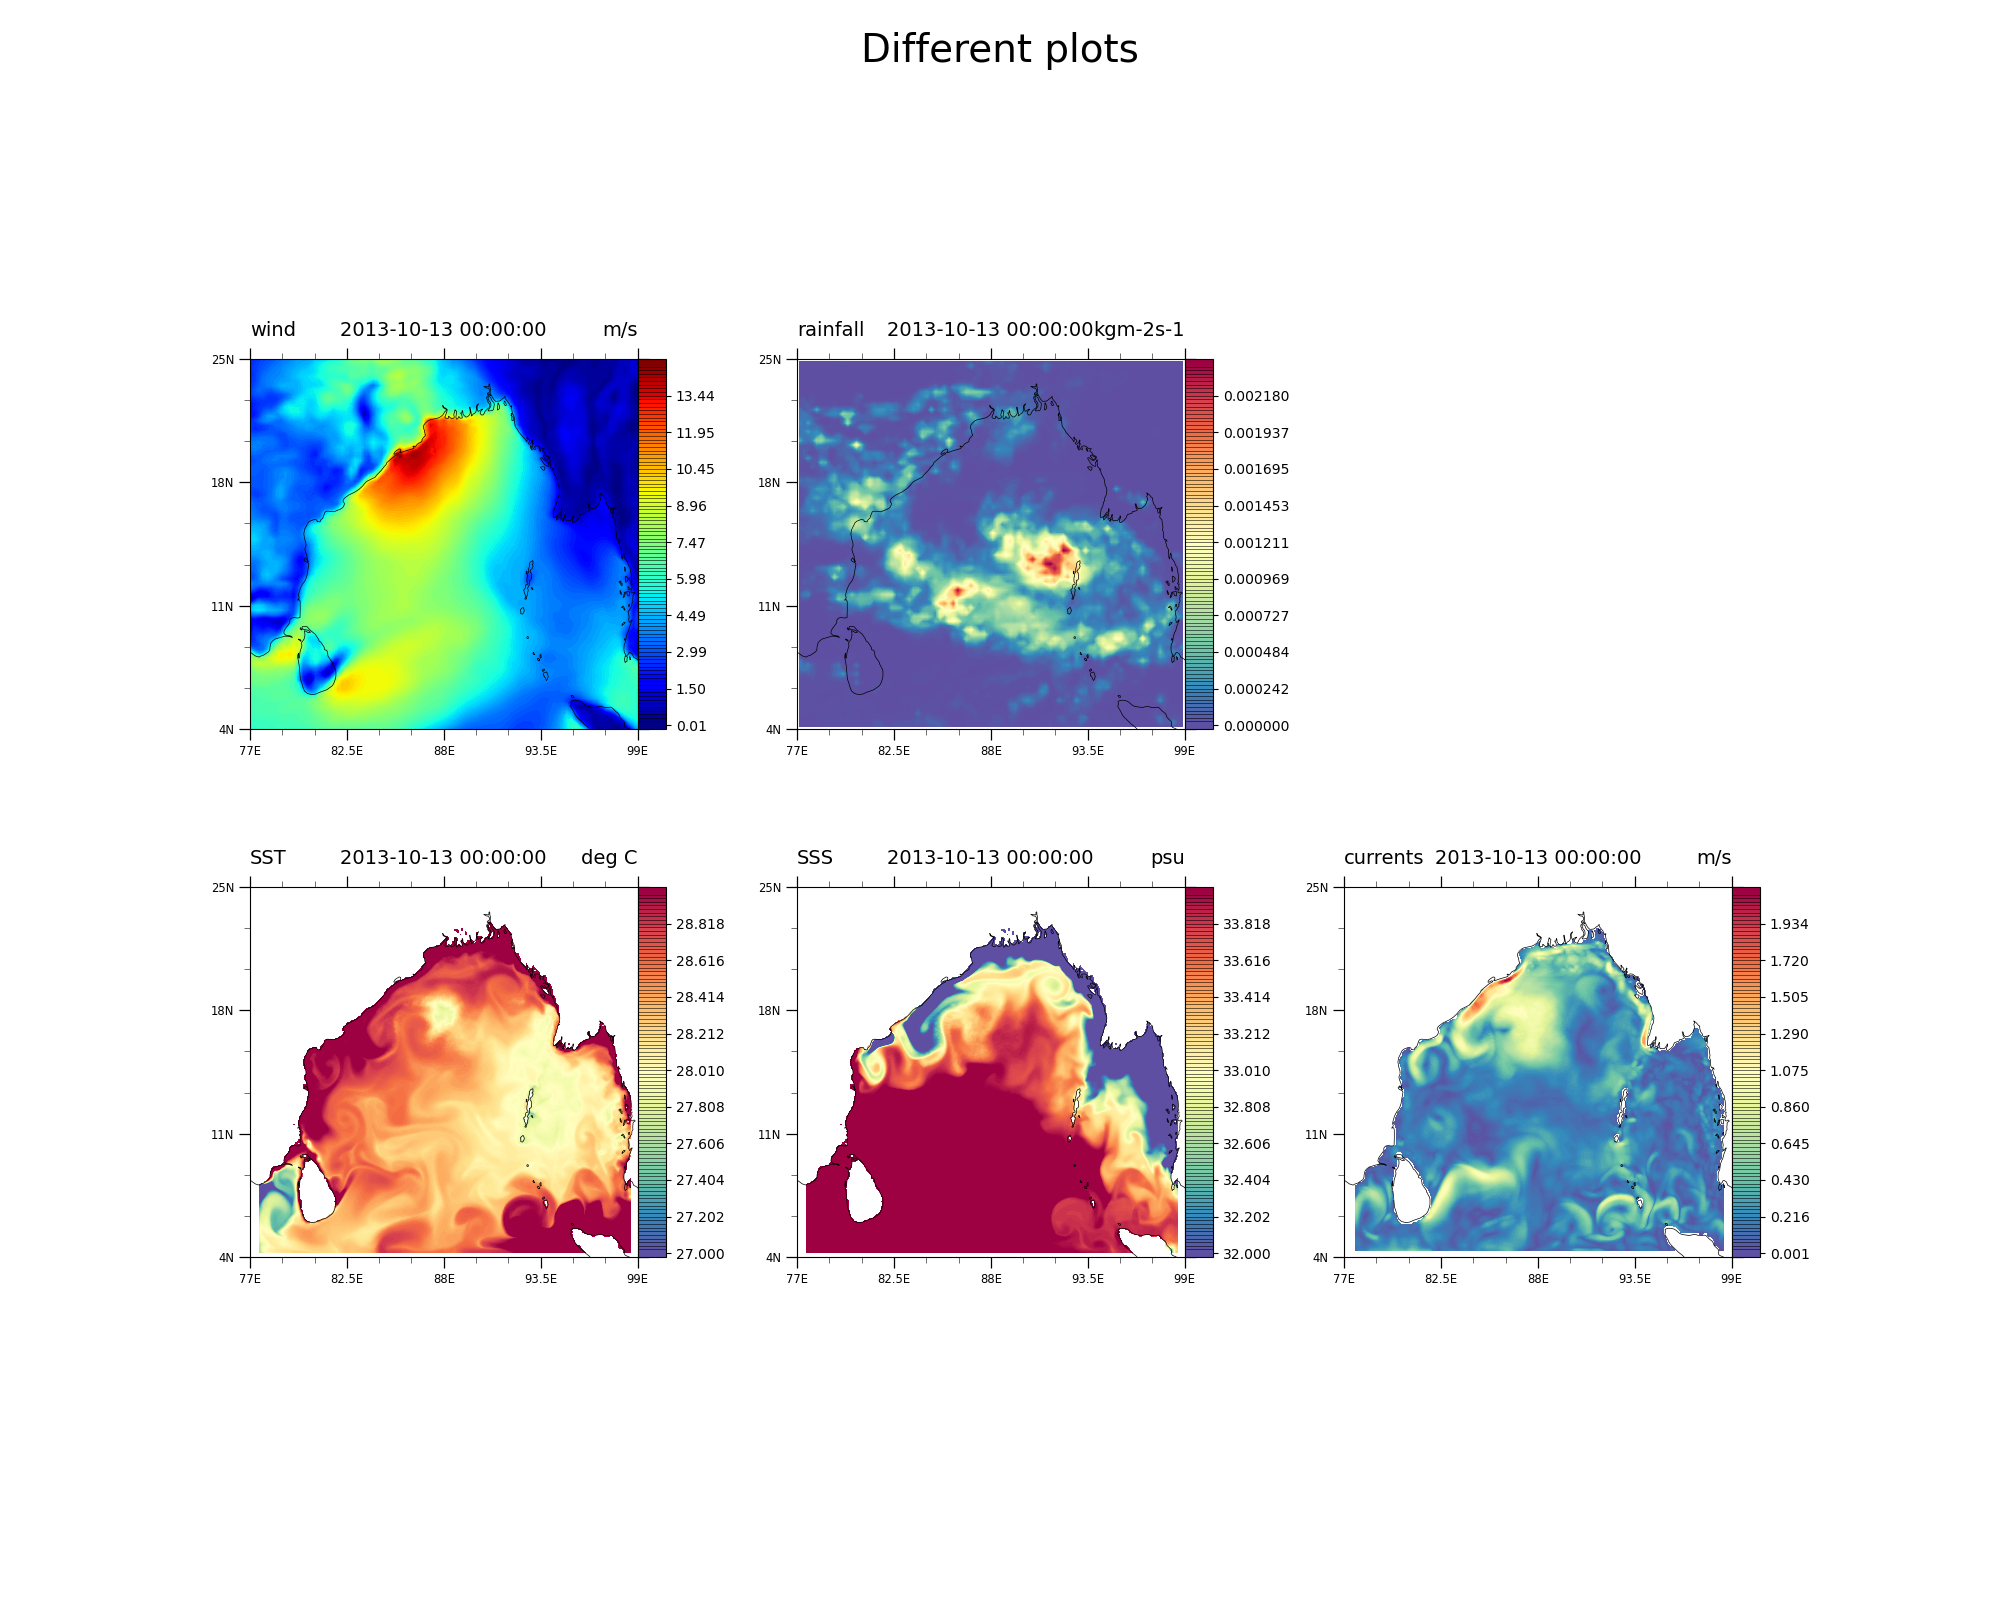 Different plots
wind 2013-10-13 00:00:00 m/s
25N
18N
11N
4N
77E 82.5E 88E 93.5E 99E
13.44
11.95
10.45
8.96
7.47
5.98
4.49
2.99
1.50
0.01
rainfall 2013-10-13 00:00:00kgm-2s-1
25N
18N
11N
4N
77E 82.5E 88E 93.5E 99E
0.002180
0.001937
0.001695
0.001453
0.001211
0.000969
0.000727
0.000484
0.000242
0.000000
SST 2013-10-13 00:00:00 deg C
25N
18N
11N
4N
77E 82.5E 88E 93.5E 99E
28.818
28.616
28.414
28.212
28.010
27.808
27.606
27.404
27.202
27.000
SSS 2013-10-13 00:00:00 psu
25N
18N
11N
4N
77E 82.5E 88E 93.5E 99E
33.818
33.616
33.414
33.212
33.010
32.808
32.606
32.404
32.202
32.000
currents 2013-10-13 00:00:00 m/s
25N
18N
11N
4N
77E 82.5E 88E 93.5E 99E
1.934
1.720
1.505
1.290
1.075
0.860
0.645
0.430
0.216
0.001